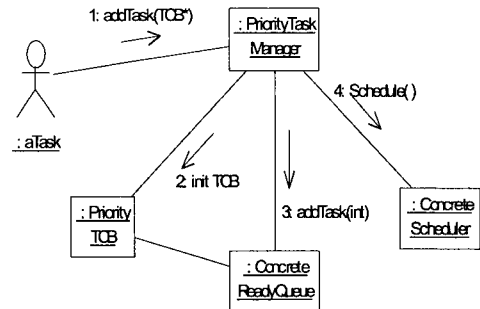 1: addTask(TCB*)
: PriorityTask
Manager
4: Schedule( )
: aTask
2: init TCB
: Priority
TCB
3: addTask(int)
: Concrete
Scheduler
: Concrete
ReadyQueue